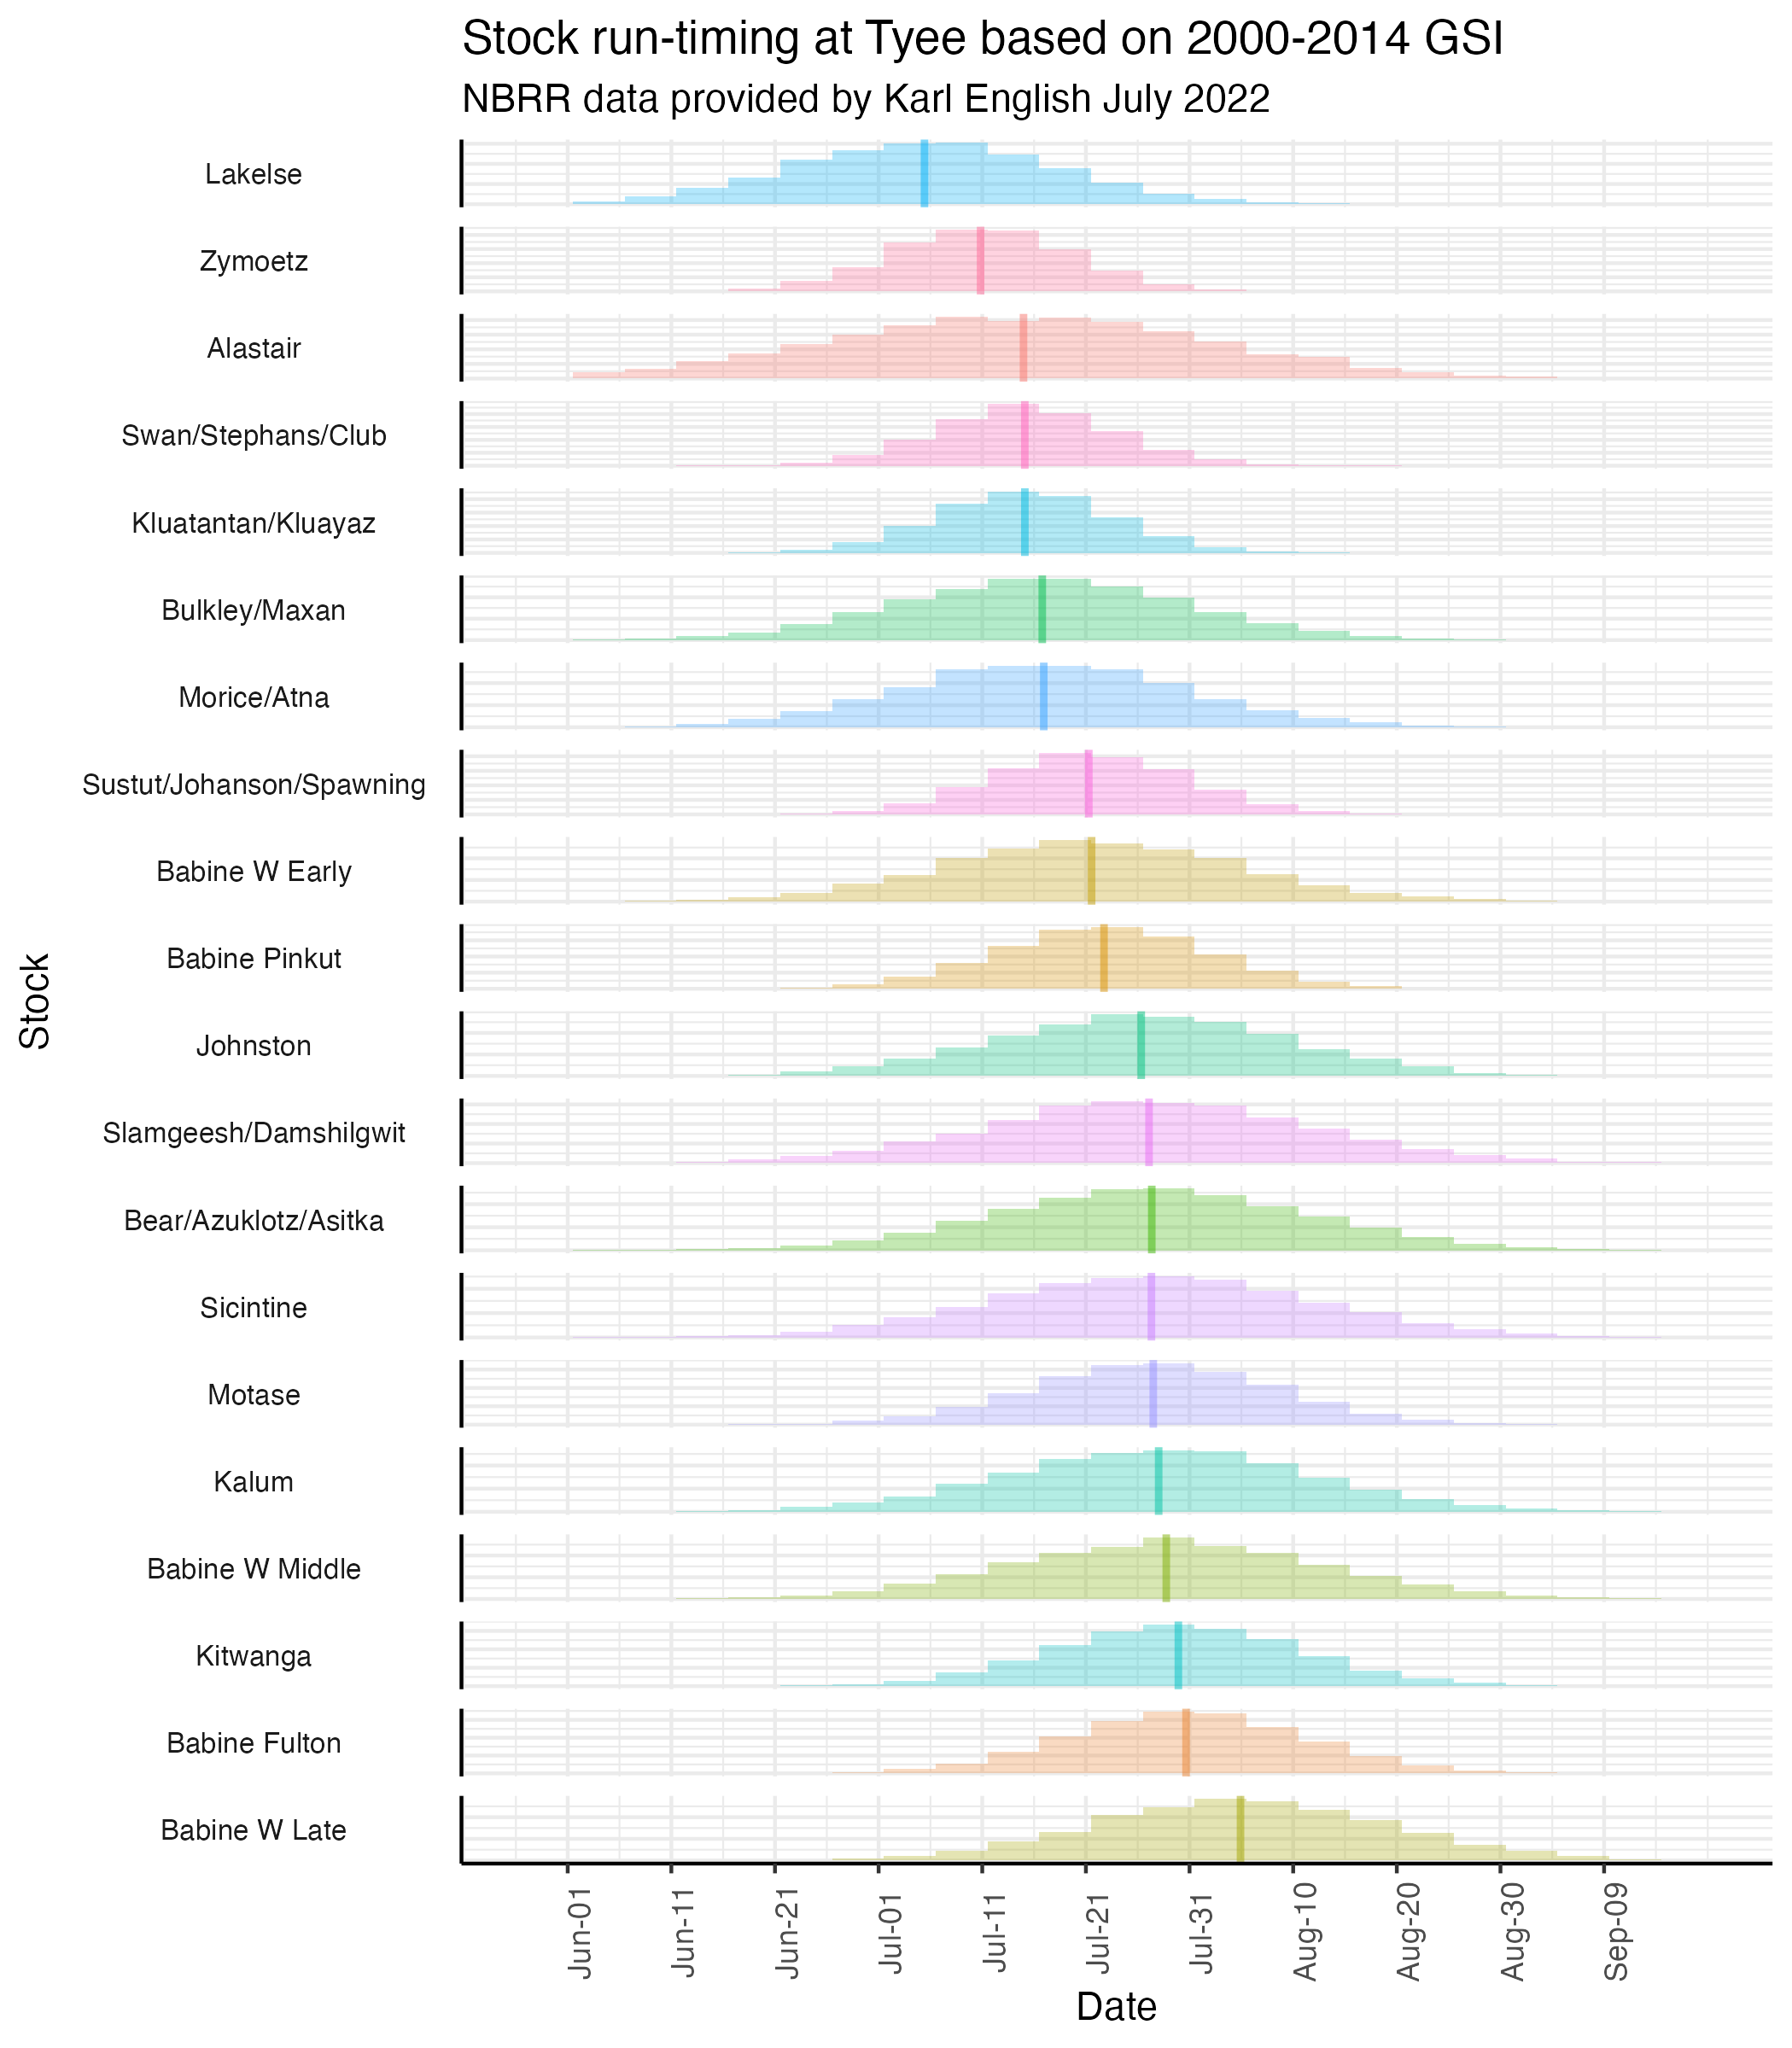 Stock run-timing at Tyee based on 2000-2014 GSI
NBRR data provided by Karl English July 2022
Stock
Lakelse
Zymoetz
Alastair
Swan/Stephans/Club
Kluatantan/Kluayaz
Bulkley/Maxan
Morice/Atna
Sustut/Johanson/Spawning
Babine W Early
Babine Pinkut
Johnston
Slamgeesh/Damshilgwit
Bear/Azuklotz/Asitka
Sicintine
Motase
Kalum
Babine W Middle
Kitwanga
Babine Fulton
Babine W Late
Jun-01
Jun-11
Jun-21
Jul-01
Jul-11
Jul-21
Jul-31
Aug-10
Aug-20
Aug-30
Sep-09
Date